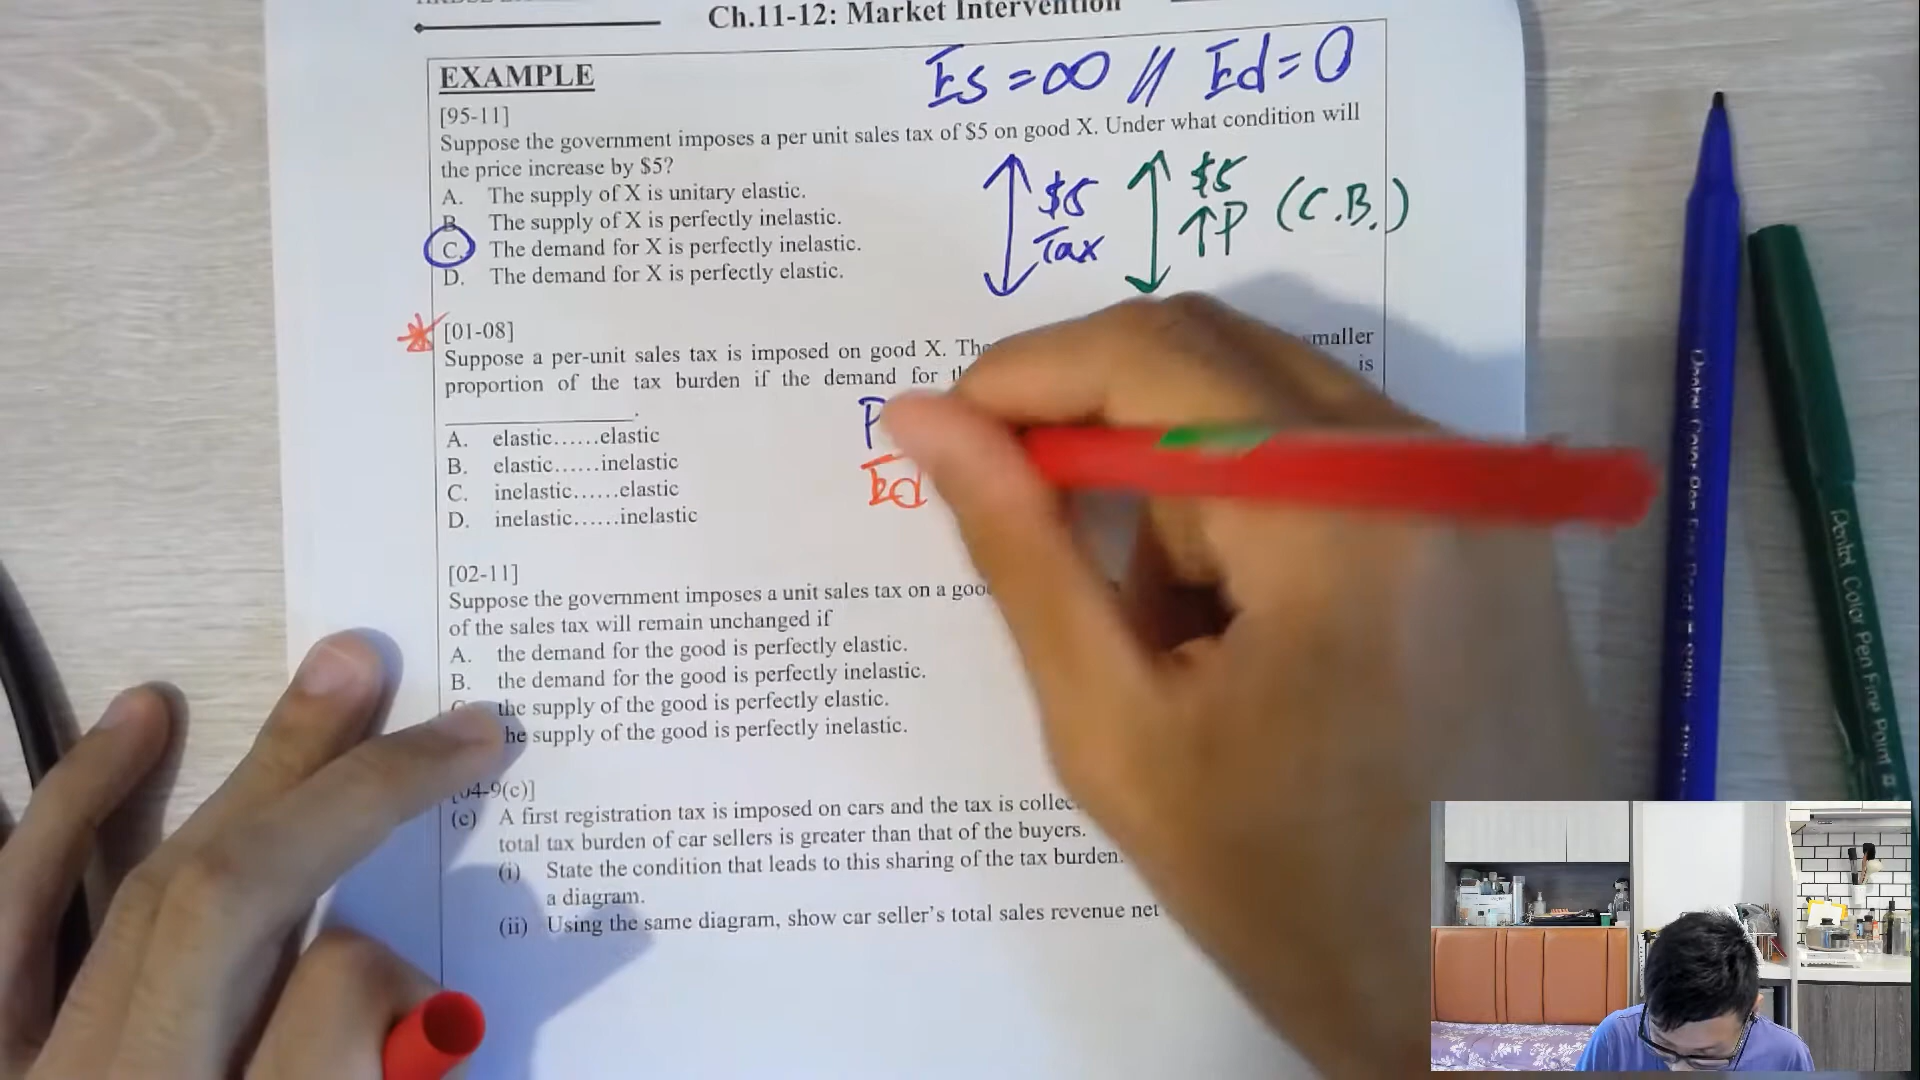 Ch.11-12: Market Intervention
EXAMPLE
Es = ∞ // Ed = 0
[95-11]
Suppose the government imposes a per unit sales tax of $5 on good X. Under what condition will
the price increase by $5?
A. The supply of X is unitary elastic.
B. The supply of X is perfectly inelastic.
C. The demand for X is perfectly inelastic.
D. The demand for X is perfectly elastic.
$5
Tax
$5
↑P (C.B.)
[01-08]
Suppose a per-unit sales tax is imposed on good X. The
maller
proportion of the tax burden if the demand for
is
A. elastic……elastic
B. elastic……inelastic
C. inelastic……elastic
D. inelastic……inelastic
P
Ed
[02-11]
Suppose the government imposes a unit sales tax on a
of the sales tax will remain unchanged if
A. the demand for the good is perfectly elastic.
B. the demand for the good is perfectly inelastic.
the supply of the good is perfectly elastic.
he supply of the good is perfectly inelastic.
04-9(c)]
(c) A first registration tax is imposed on cars and the tax is
total tax burden of car sellers is greater than that of the buyers.
(i) State the condition that leads to this sharing of the tax burden.
a diagram.
(ii) Using the same diagram, show car seller's total sales revenue net
Pentel Color Pen Fine Point